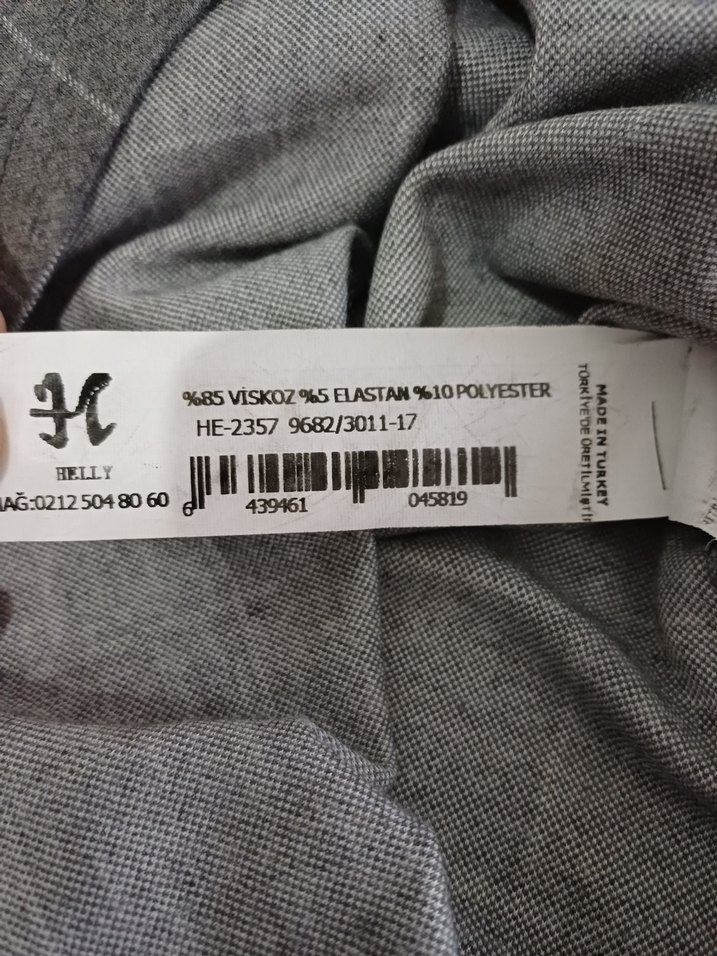 HELLY
%85 VİSKOZ %5 ELASTAN %10 POLYESTER
HE-2357 9682/3011-17
6 439461 045819
AĞ:0212 504 80 60
MADE IN TURKEY
TÜRKİYE'DE ÜRETİLMİŞTİR